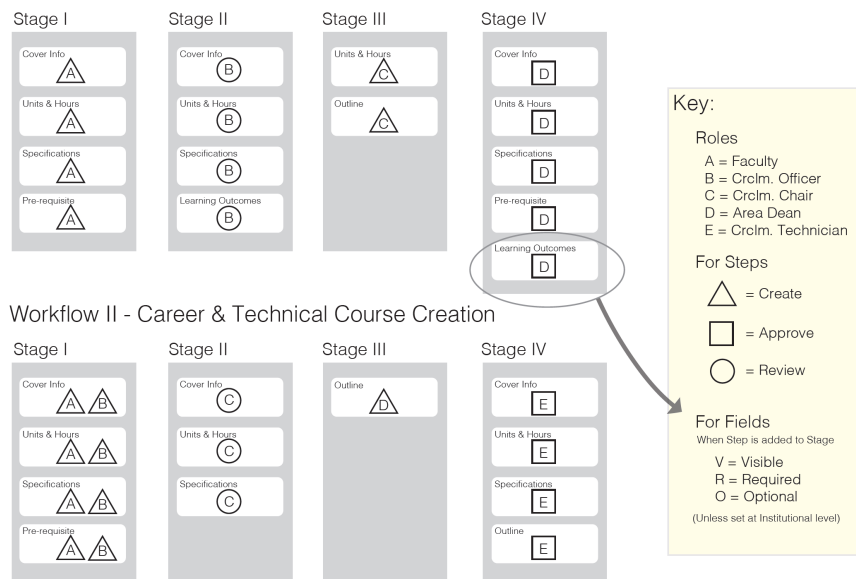 Stage I
Cover Info
A
Units & Hours
A
Specifications
A
Pre-requisite
A
Stage II
Cover Info
B
Units & Hours
B
Specifications
B
Learning Outcomes
B
Stage III
Units & Hours
C
Outline
C
Stage IV
Cover Info
D
Units & Hours
D
Specifications
D
Pre-requisite
D
Learning Outcomes
D
Workflow II - Career & Technical Course Creation
Stage I
Cover Info
A B
Units & Hours
A B
Specifications
A B
Pre-requisite
A B
Stage II
Cover Info
C
Units & Hours
C
Specifications
C
Stage III
Outline
D
Stage IV
Cover Info
E
Units & Hours
E
Specifications
E
Outline
E
Key:
Roles
A = Faculty
B = Crclm. Officer
C = Crclm. Chair
D = Area Dean
E = Crclm. Technician
For Steps
= Create
= Approve
= Review
For Fields
When Step is added to Stage
V = Visible
R = Required
O = Optional
(Unless set at Institutional level)